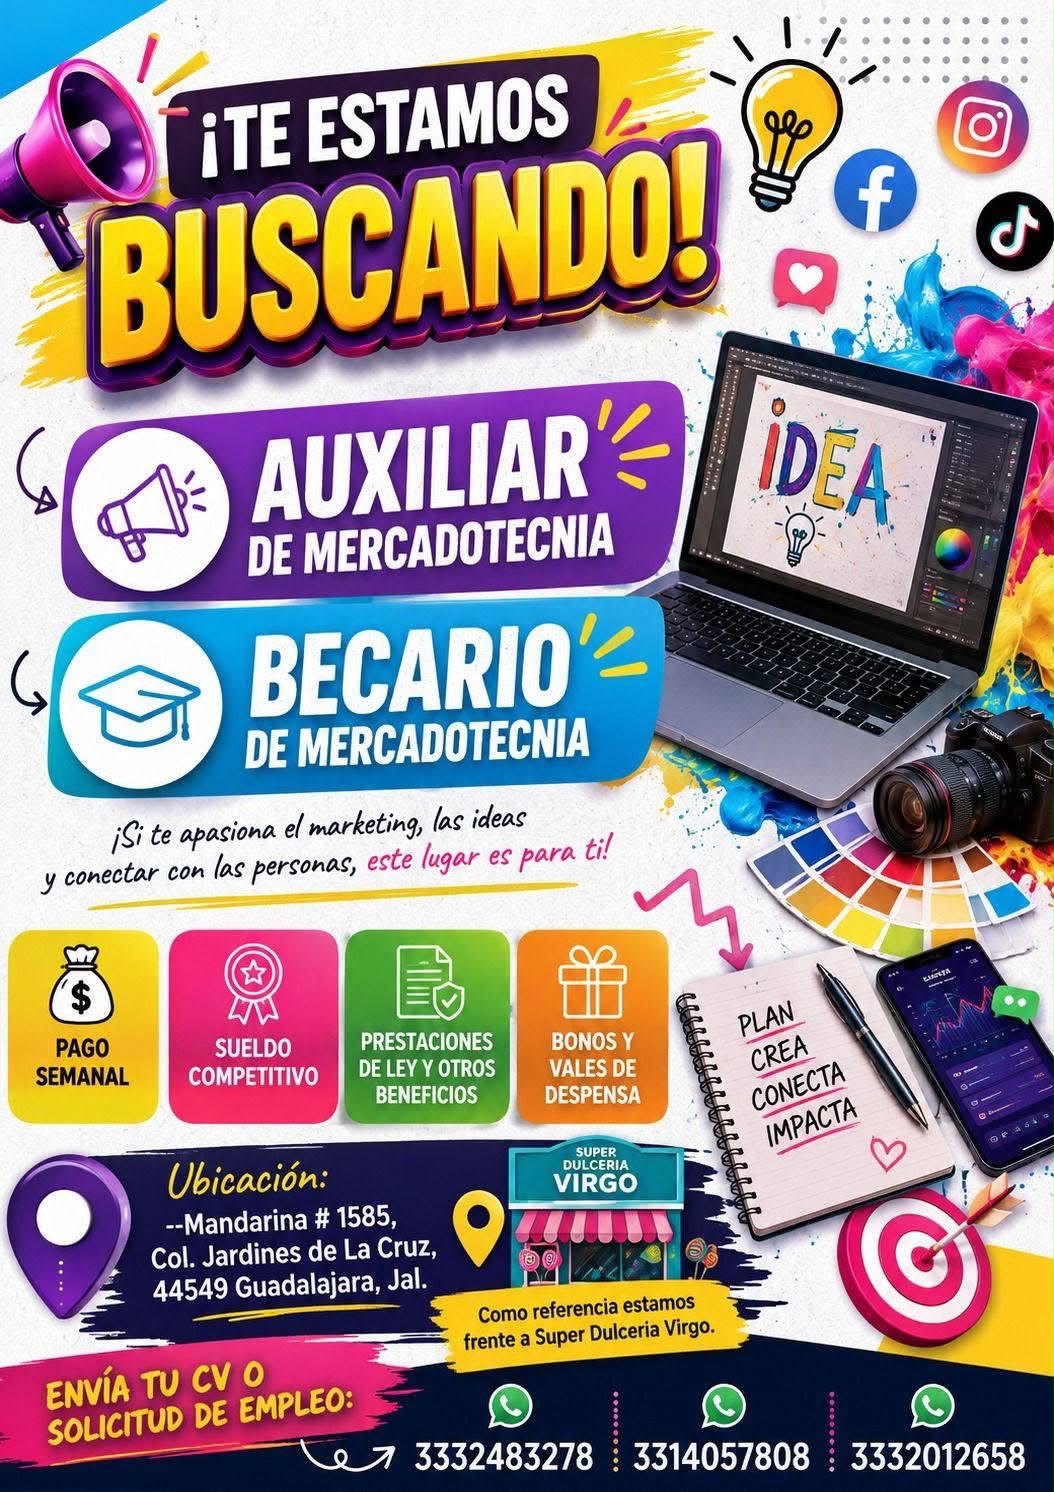 ¡TE ESTAMOS
BUSCANDO!
IDEA
AUXILIAR
DE MERCADOTECNIA
BECARIO
DE MERCADOTECNIA
¡Si te apasiona el marketing, las ideas
y conectar con las personas, este lugar es para ti!
PAGO
SEMANAL
SUELDO
COMPETITIVO
PRESTACIONES
DE LEY Y OTROS
BENEFICIOS
BONOS Y
VALES DE
DESPENSA
PLAN
CREA
CONECTA
IMPACTA
Ubicación:
--Mandarina # 1585,
Col. Jardines de La Cruz,
44549 Guadalajara, Jal.
SUPER
DULCERIA
VIRGO
Como referencia estamos
frente a Super Dulceria Virgo.
ENVÍA TU CV O
SOLICITUD DE EMPLEO:
3332483278
3314057808
3332012658